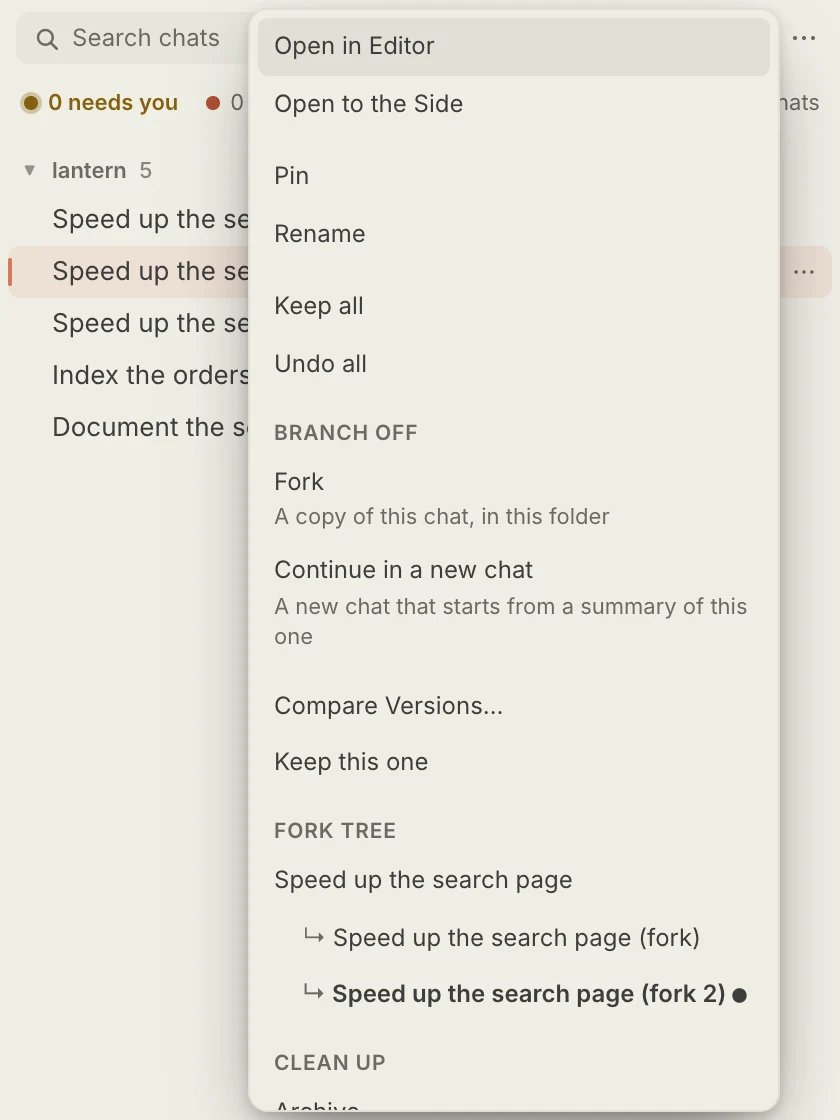 Search chats
0 needs you
0
lantern 5
Speed up the se
Speed up the se
Speed up the se
Index the orders
Document the s
Open in Editor
Open to the Side
Pin
Rename
Keep all
Undo all
BRANCH OFF
Fork
A copy of this chat, in this folder
Continue in a new chat
A new chat that starts from a summary of this
one
Compare Versions...
Keep this one
FORK TREE
Speed up the search page
↳ Speed up the search page (fork)
↳ Speed up the search page (fork 2)
CLEAN UP
Archive